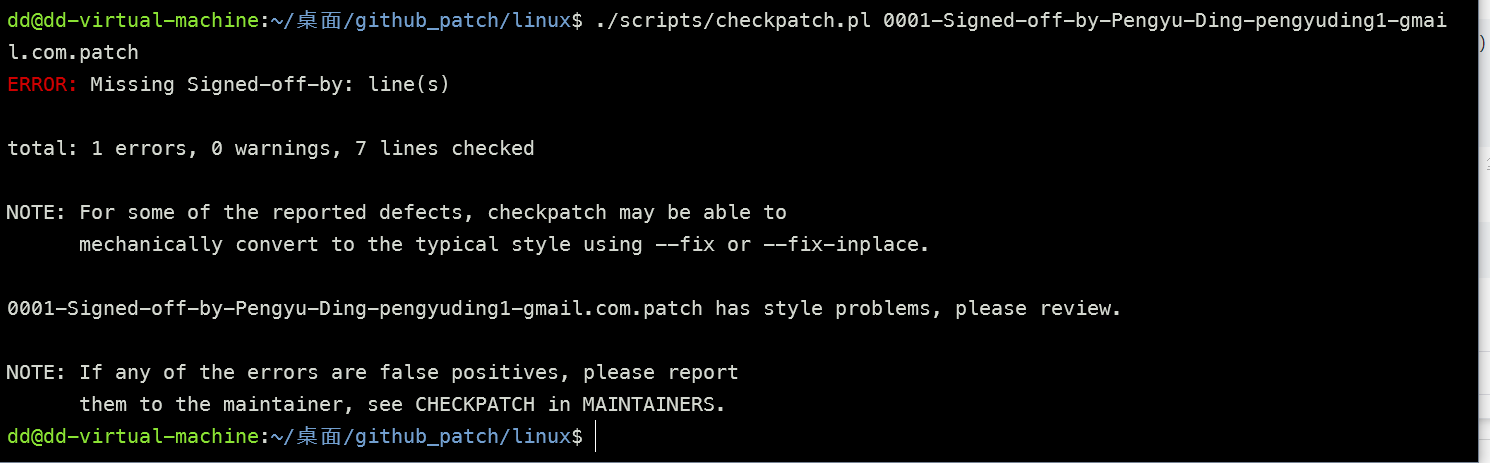 dd@dd-virtual-machine:~/桌面/github_patch/linux$ ./scripts/checkpatch.pl 0001-Signed-off-by-Pengyu-Ding-pengyuding1-gmai
l.com.patch
ERROR: Missing Signed-off-by: line(s)
total: 1 errors, 0 warnings, 7 lines checked
NOTE: For some of the reported defects, checkpatch may be able to
mechanically convert to the typical style using --fix or --fix-inplace.
0001-Signed-off-by-Pengyu-Ding-pengyuding1-gmail.com.patch has style problems, please review.
NOTE: If any of the errors are false positives, please report
them to the maintainer, see CHECKPATCH in MAINTAINERS.
dd@dd-virtual-machine:~/桌面/github_patch/linux$